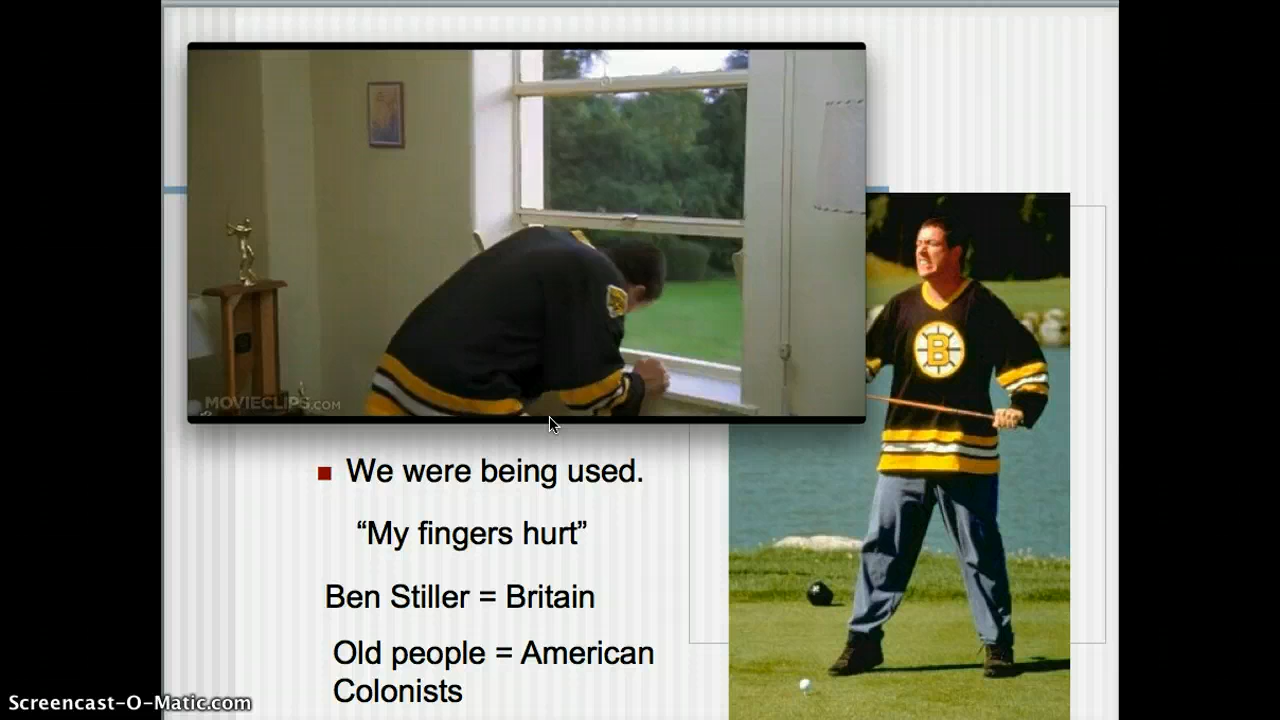 MOVIECLIPS.COM
B
We were being used.
“My fingers hurt”
Ben Stiller = Britain
Old people = American
Colonists
Screencast-O-Matic.com